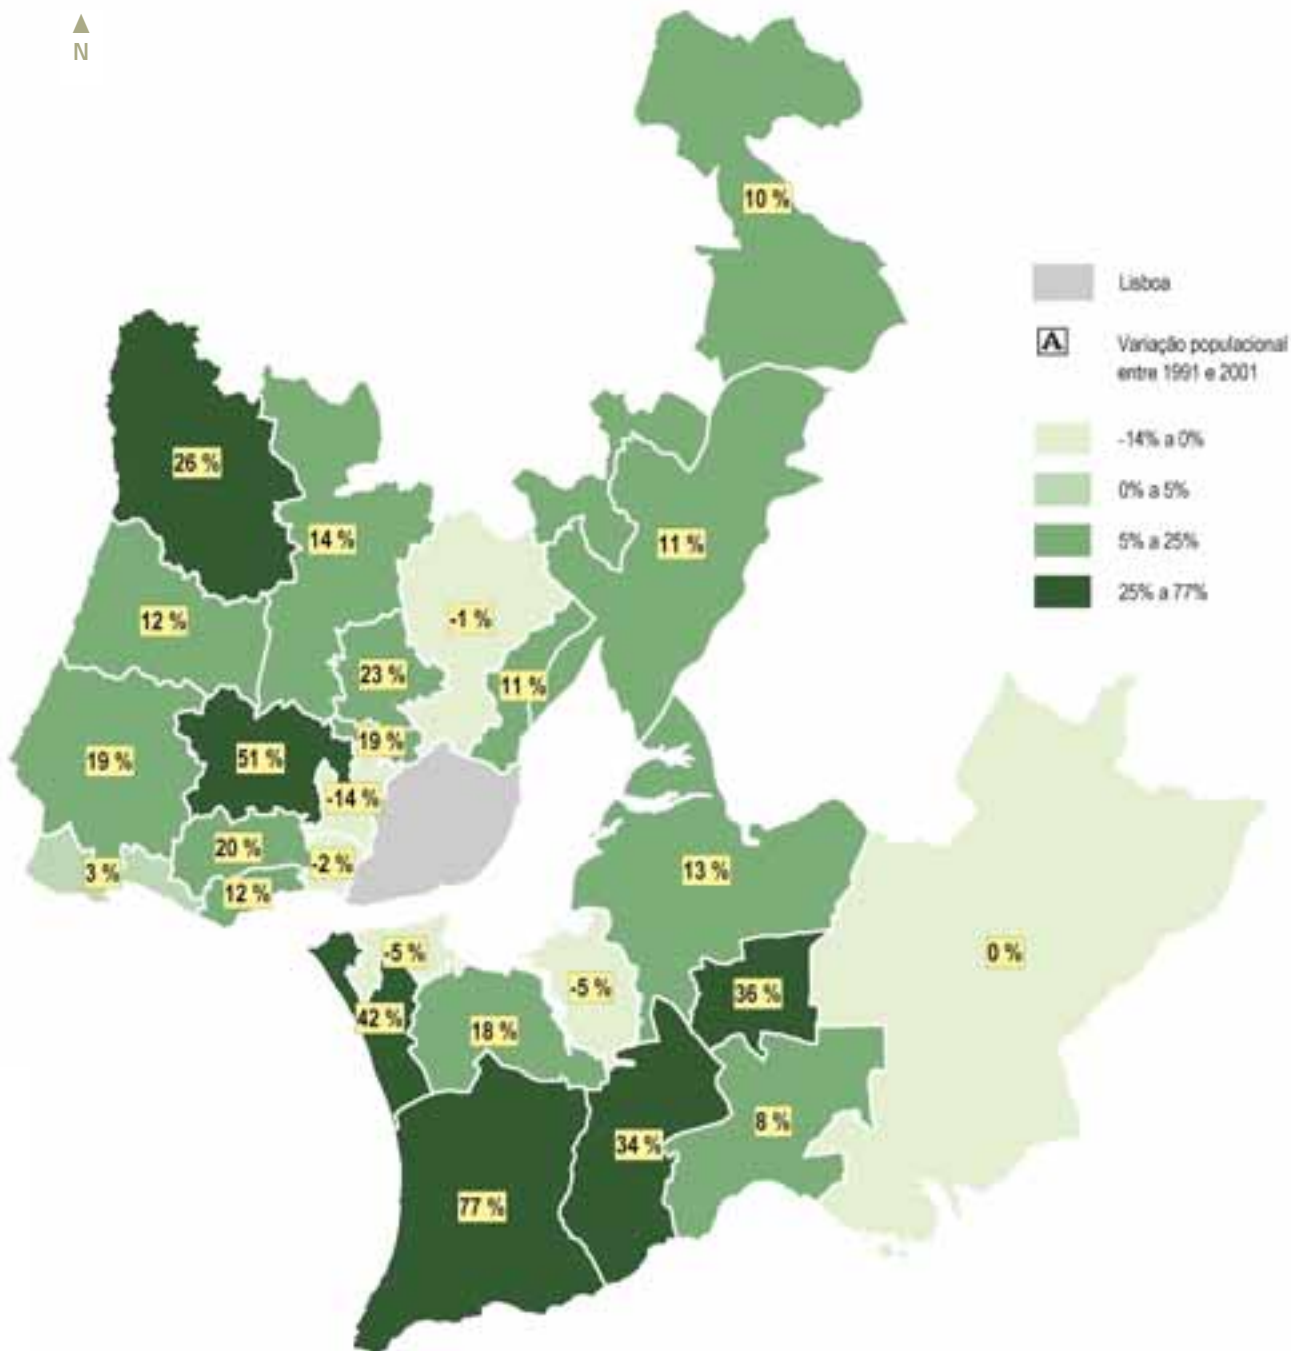 N
10 %
Lisboa
A
Variação populacional
entre 1991 e 2001
-14% a 0%
0% a 5%
5% a 25%
25% a 77%
26 %
14 %
11 %
12 %
-1 %
23 %
11 %
19 %
51 %
19 %
-14 %
20 %
-2 %
3 %
12 %
13 %
-5 %
0 %
-5 %
36 %
42 %
18 %
8 %
34 %
77 %